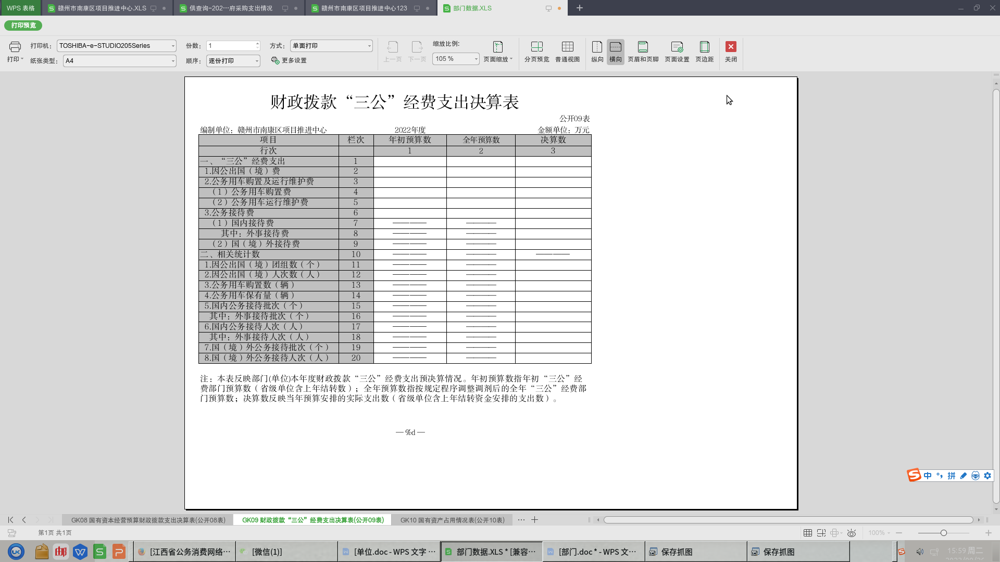 WPS 表格
赣州市南康区项目推进中心.XLS
供查询-202···府采购支出情况
赣州市南康区项目推进中心123
部门数据.XLS
打印预览
打印机: TOSHIBA-e-STUDIO205Series
份数: 1
方式: 单面打印
缩放比例:
打印
纸张类型: A4
顺序: 逐份打印
更多设置
上一页
下一页
105 %
页面缩放
分页预览
普通视图
纵向
横向
页眉和页脚
页面设置
页边距
关闭
财政拨款“三公”经费支出决算表
公开09表
编制单位：赣州市南康区项目推进中心 2022年度 金额单位：万元
项目 栏次 年初预算数 全年预算数 决算数
行次 1 2 3
一、“三公”经费支出 1
1.因公出国（境）费 2
2.公务用车购置及运行维护费 3
（1）公务用车购置费 4
（2）公务用车运行维护费 5
3.公务接待费 6
（1）国内接待费 7 ———— ————
其中：外事接待费 8 ———— ————
（2）国（境）外接待费 9 ———— ————
二、相关统计数 10 ———— ———— ————
1.因公出国（境）团组数（个） 11 ———— ————
2.因公出国（境）人次数（人） 12 ———— ————
3.公务用车购置数（辆） 13 ———— ————
4.公务用车保有量（辆） 14 ———— ————
5.国内公务接待批次（个） 15 ———— ————
其中：外事接待批次（个） 16 ———— ————
6.国内公务接待人次（人） 17 ———— ————
其中：外事接待人次（人） 18 ———— ————
7.国（境）外公务接待批次（个） 19 ———— ————
8.国（境）外公务接待人次（人） 20 ———— ————
注：本表反映部门(单位)本年度财政拨款“三公”经费支出预决算情况。年初预算数指年初“三公”经
费部门预算数（省级单位含上年结转数）；全年预算数指按规定程序调整调剂后的全年“三公”经费部
门预算数；决算数反映当年预算安排的实际支出数（省级单位含上年结转资金安排的支出数）。
— %d —
中 拼
GK08 国有资本经营预算财政拨款支出决算表(公开08表)
GK09 财政拨款“三公”经费支出决算表(公开09表)
GK10 国有资产占用情况表(公开10表)
第1页 共1页
100%
[江西省公务消费网络···
[微信(1)]
[单位.doc - WPS 文字 ···
部门数据.XLS * [兼容···
[部门.doc * - WPS 文···
保存抓图
保存抓图
15:59 周二